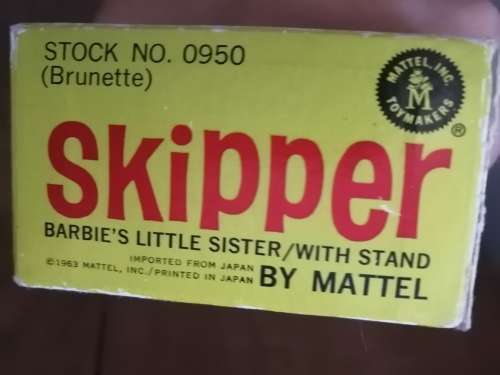 STOCK NO. 0950
(Brunette)
MATTEL, INC.
M
TOYMAKERS
®
Skipper
BARBIE'S LITTLE SISTER/WITH STAND
IMPORTED FROM JAPAN
©1963 MATTEL, INC./PRINTED IN JAPAN
BY MATTEL